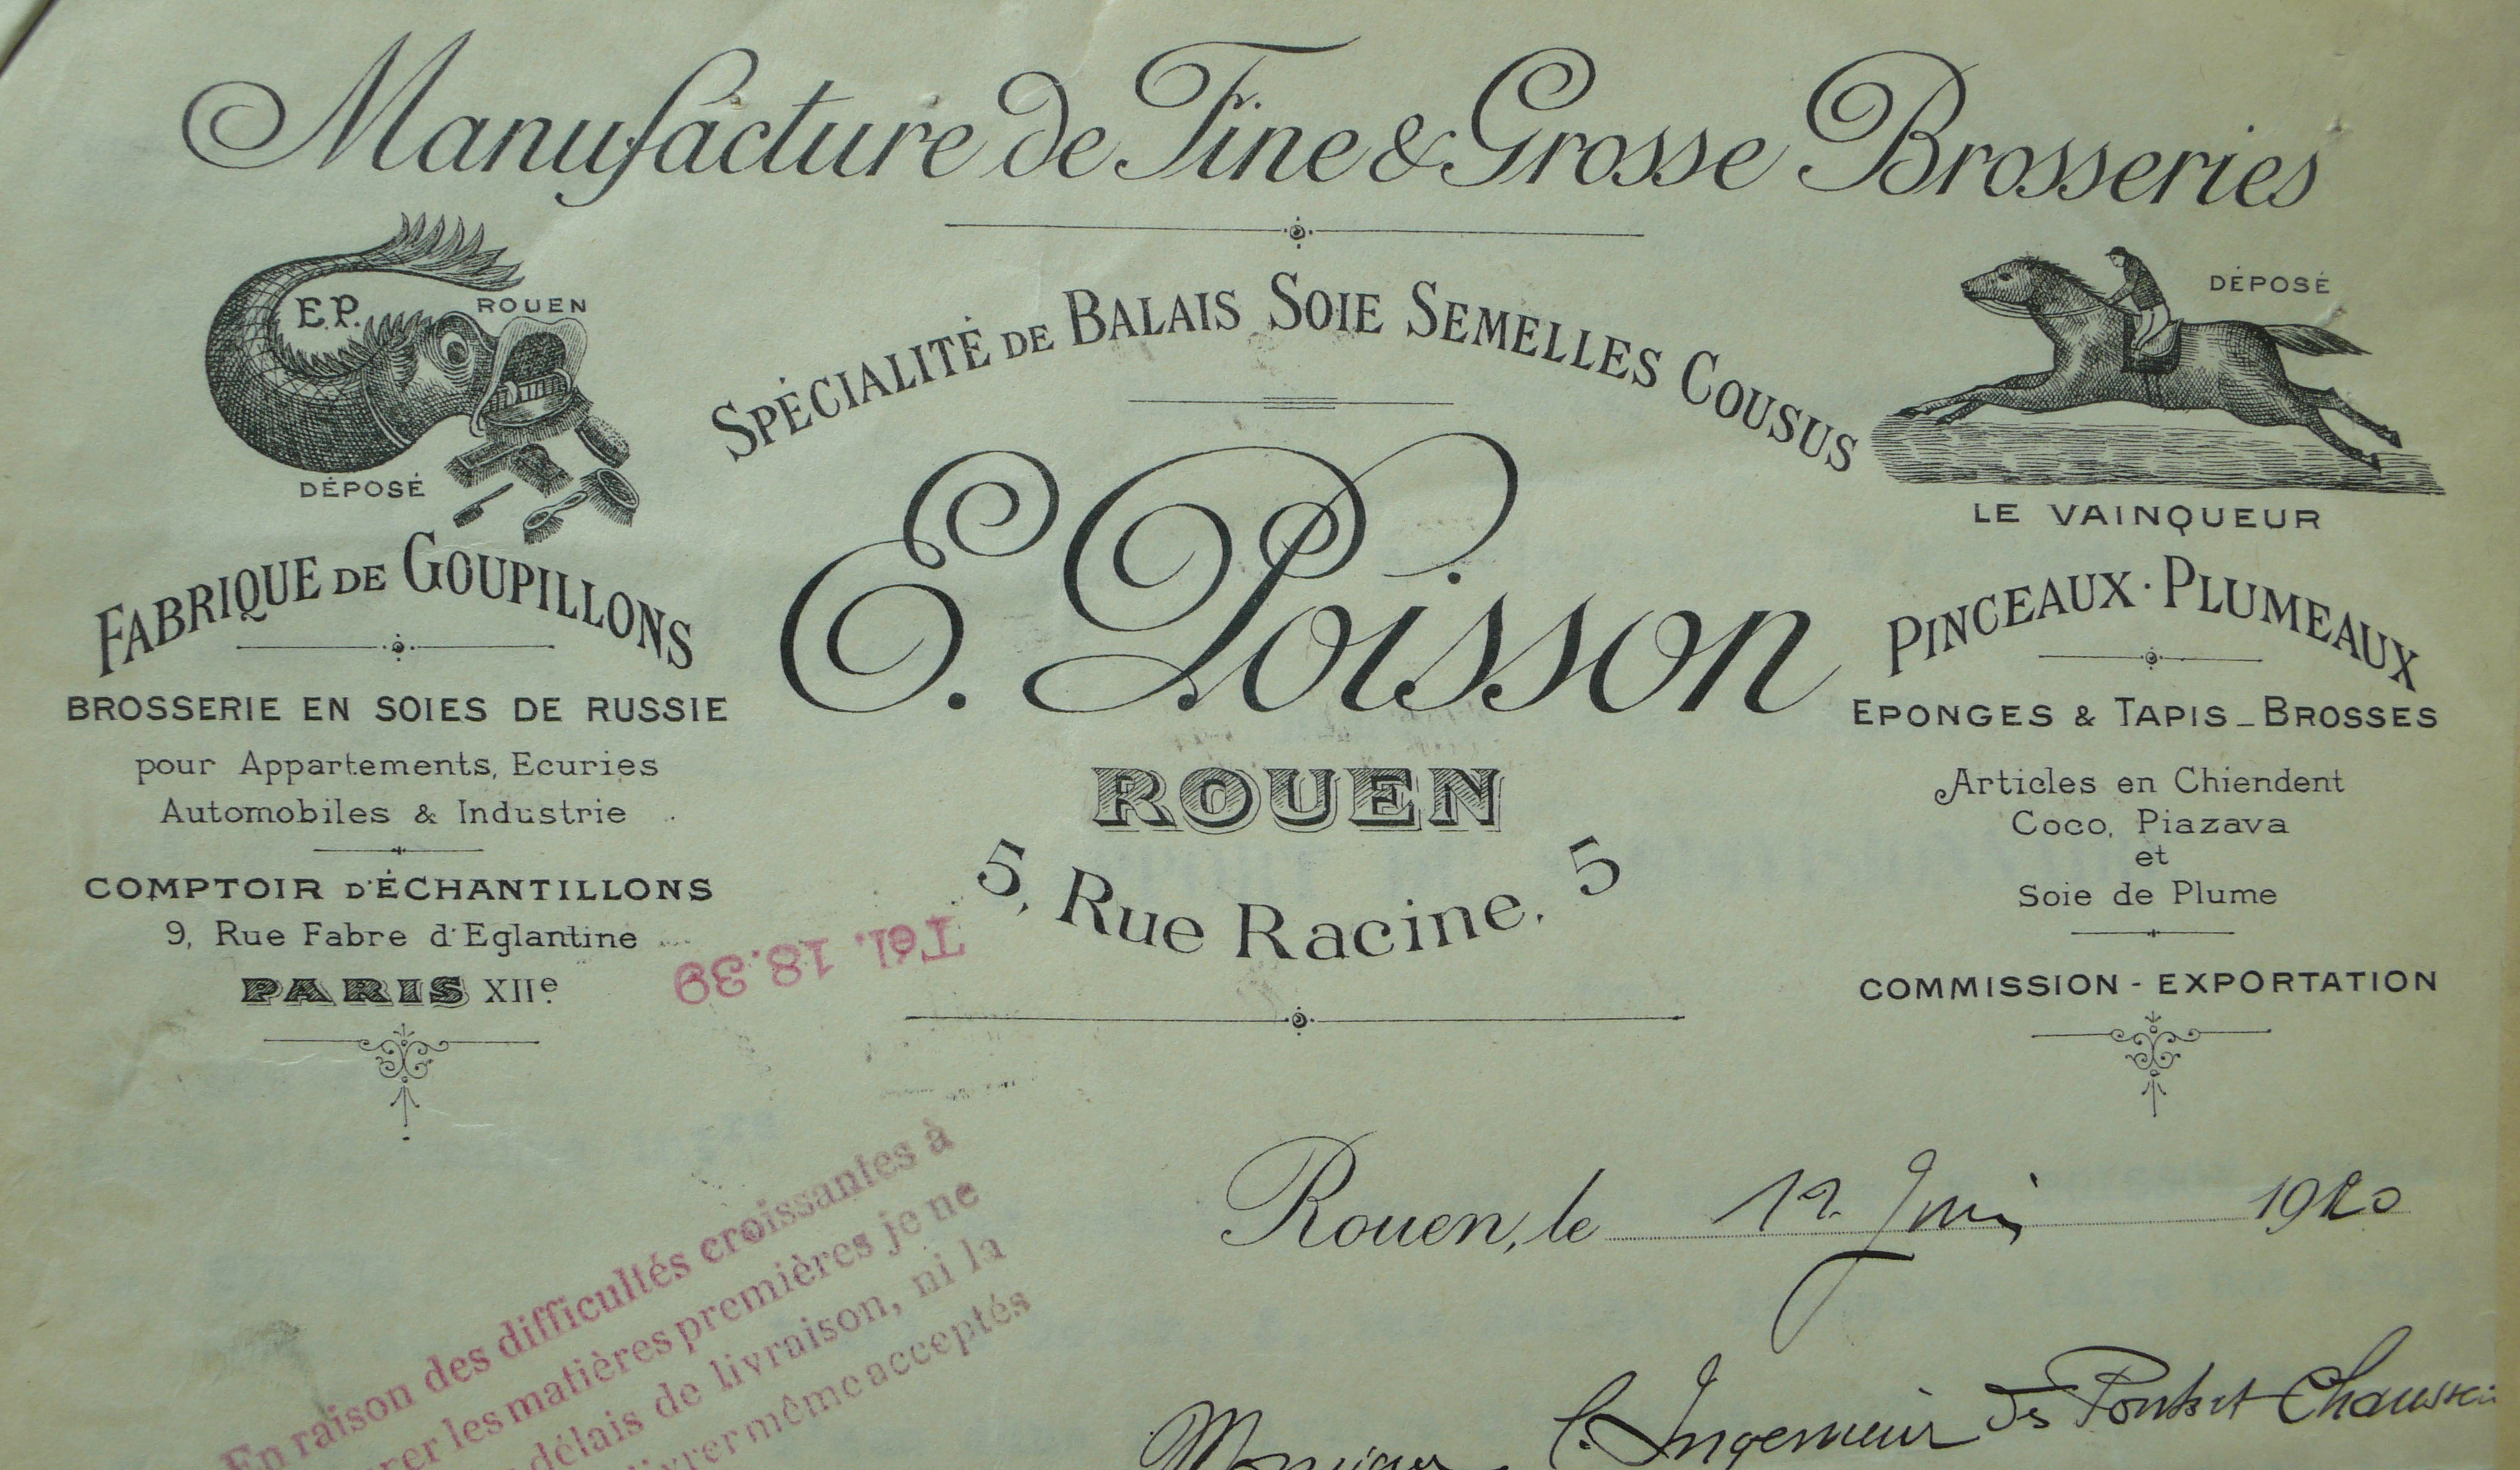 Manufacture de Fine & Grosse Brosseries
E.P.
ROUEN
DÉPOSÉ
FABRIQUE DE GOUPILLONS
BROSSERIE EN SOIES DE RUSSIE
pour Appartements, Ecuries
Automobiles & Industrie
COMPTOIR D'ÉCHANTILLONS
9, Rue Fabre d'Eglantine
PARIS XIIe
SPÉCIALITÉ DE BALAIS SOIE SEMELLES COUSUS
E. Poisson
ROUEN
5, Rue Racine, 5
Tél. 18.39
DÉPOSÉ
LE VAINQUEUR
PINCEAUX · PLUMEAUX
EPONGES & TAPIS - BROSSES
Articles en Chiendent
Coco, Piazava
et
Soie de Plume
COMMISSION - EXPORTATION
En raison des difficultés croissantes à
les matières premières je ne
délais de livraison, ni la
même acceptés
Rouen, le 12 Juin 1920
Monsieur l'Ingenieur des Ponts et Chaussées